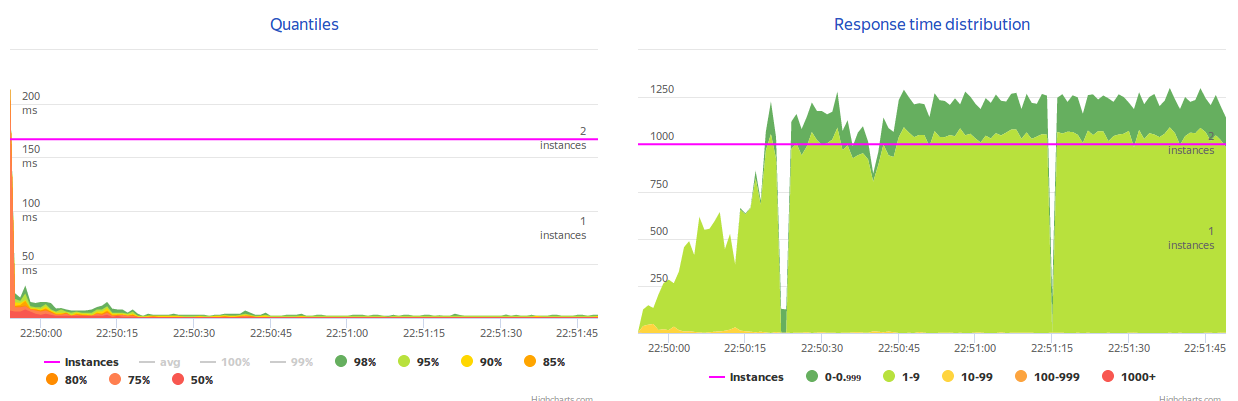 Quantiles
200
ms
2
instances
150
ms
100
ms
1
instances
50
ms
22:50:00 22:50:15 22:50:30 22:50:45 22:51:00 22:51:15 22:51:30 22:51:45
Instances avg 100% 99% 98% 95% 90% 85%
80% 75% 50%
Highcharts.com
Response time distribution
1250
1000
2
instances
750
500
1
instances
250
22:50:00 22:50:15 22:50:30 22:50:45 22:51:00 22:51:15 22:51:30 22:51:45
Instances 0-0.999 1-9 10-99 100-999 1000+
Highcharts.com